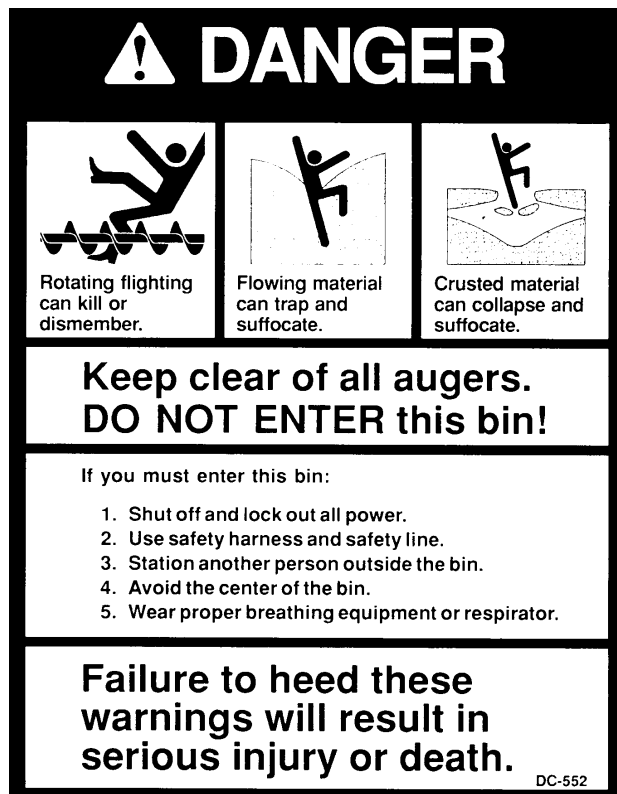 DANGER
Rotating flighting
can kill or
dismember.
Flowing material
can trap and
suffocate.
Crusted material
can collapse and
suffocate.
Keep clear of all augers.
DO NOT ENTER this bin!
If you must enter this bin:
1. Shut off and lock out all power.
2. Use safety harness and safety line.
3. Station another person outside the bin.
4. Avoid the center of the bin.
5. Wear proper breathing equipment or respirator.
Failure to heed these
warnings will result in
serious injury or death.
DC-552